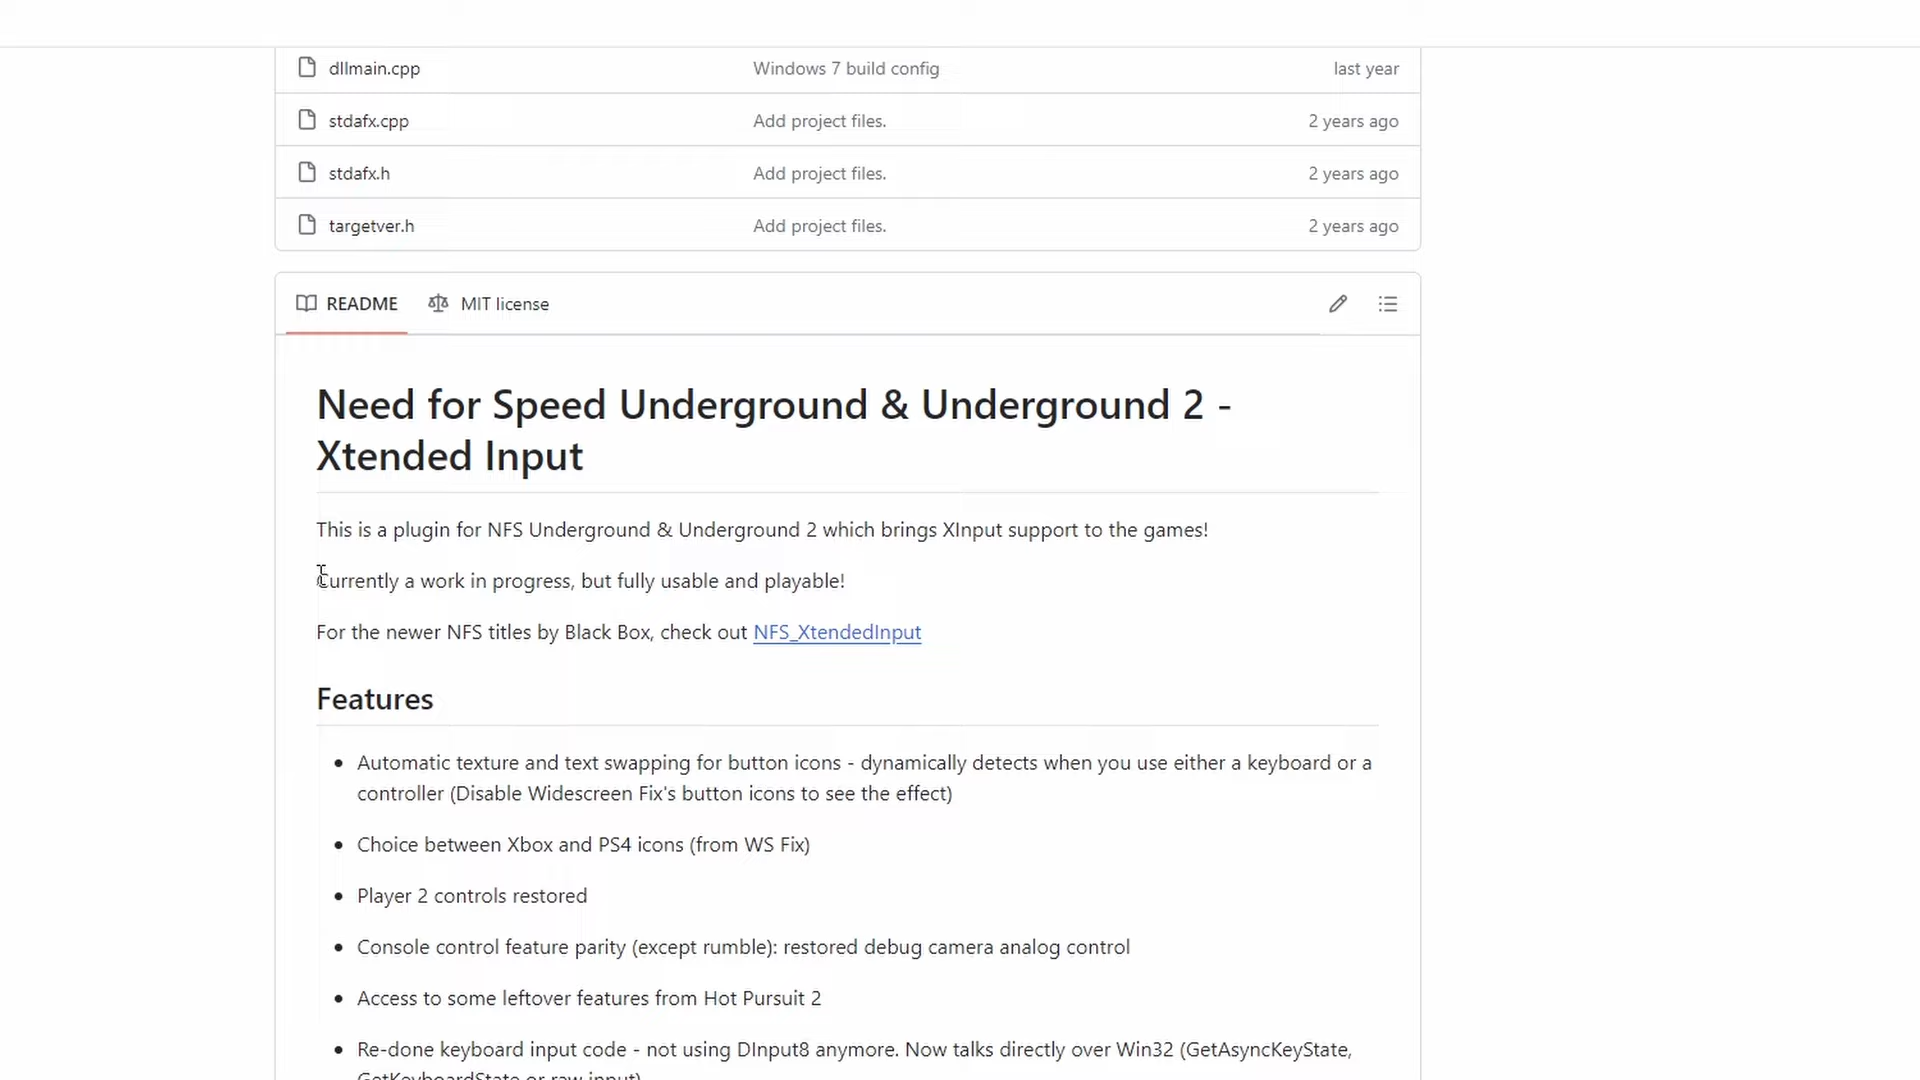 dllmain.cpp Windows 7 build config last year
stdafx.cpp Add project files. 2 years ago
stdafx.h Add project files. 2 years ago
targetver.h Add project files. 2 years ago
README MIT license
Need for Speed Underground & Underground 2 -
Xtended Input
This is a plugin for NFS Underground & Underground 2 which brings XInput support to the games!
Currently a work in progress, but fully usable and playable!
For the newer NFS titles by Black Box, check out NFS_XtendedInput
Features
Automatic texture and text swapping for button icons - dynamically detects when you use either a keyboard or a
controller (Disable Widescreen Fix's button icons to see the effect)
Choice between Xbox and PS4 icons (from WS Fix)
Player 2 controls restored
Console control feature parity (except rumble): restored debug camera analog control
Access to some leftover features from Hot Pursuit 2
Re-done keyboard input code - not using DInput8 anymore. Now talks directly over Win32 (GetAsyncKeyState,
GetKeyboardState or raw input)